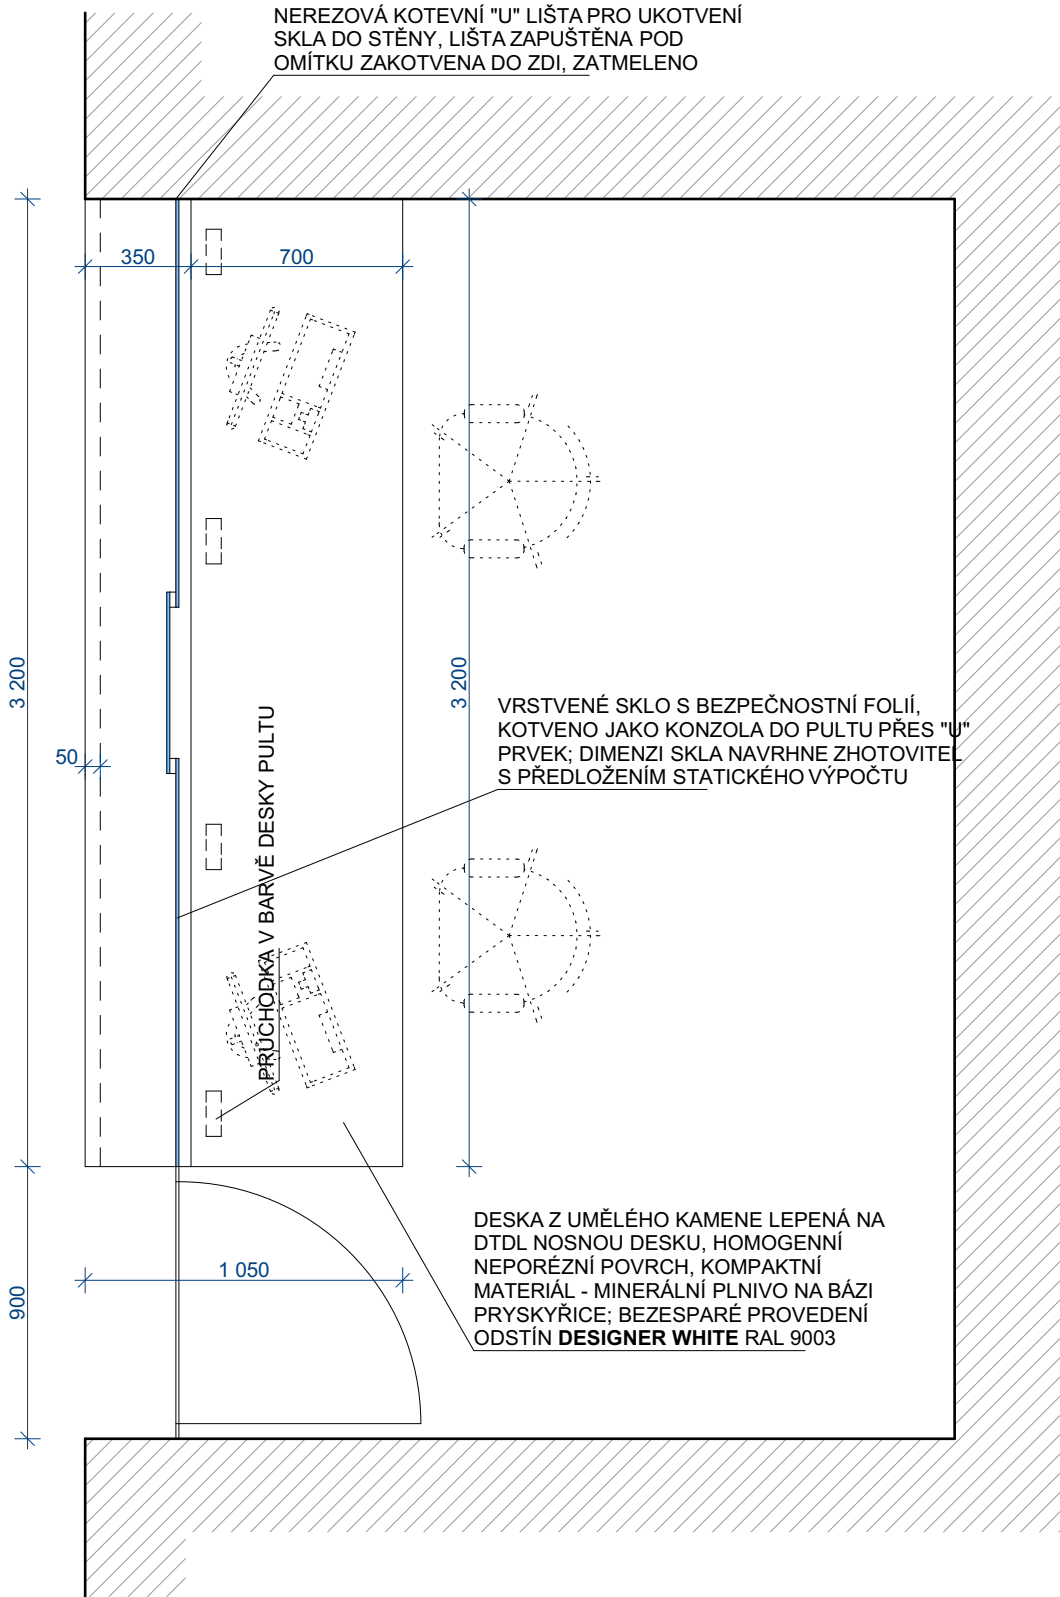 NEREZOVÁ KOTEVNÍ "U" LIŠTA PRO UKOTVENÍ
SKLA DO STĚNY, LIŠTA ZAPUŠTĚNA POD
OMÍTKU ZAKOTVENA DO ZDI, ZATMELENO
350
700
3 200
3 200
50
PRŮCHODKA V BARVĚ DESKY PULTU
VRSTVENÉ SKLO S BEZPEČNOSTNÍ FOLIÍ,
KOTVENO JAKO KONZOLA DO PULTU PŘES "U"
PRVEK; DIMENZI SKLA NAVRHNE ZHOTOVITEL
S PŘEDLOŽENÍM STATICKÉHO VÝPOČTU
1 050
900
DESKA Z UMĚLÉHO KAMENE LEPENÁ NA
DTDL NOSNOU DESKU, HOMOGENNÍ
NEPORÉZNÍ POVRCH, KOMPAKTNÍ
MATERIÁL - MINERÁLNÍ PLNIVO NA BÁZI
PRYSKYŘICE; BEZESPARÉ PROVEDENÍ
ODSTÍN DESIGNER WHITE RAL 9003